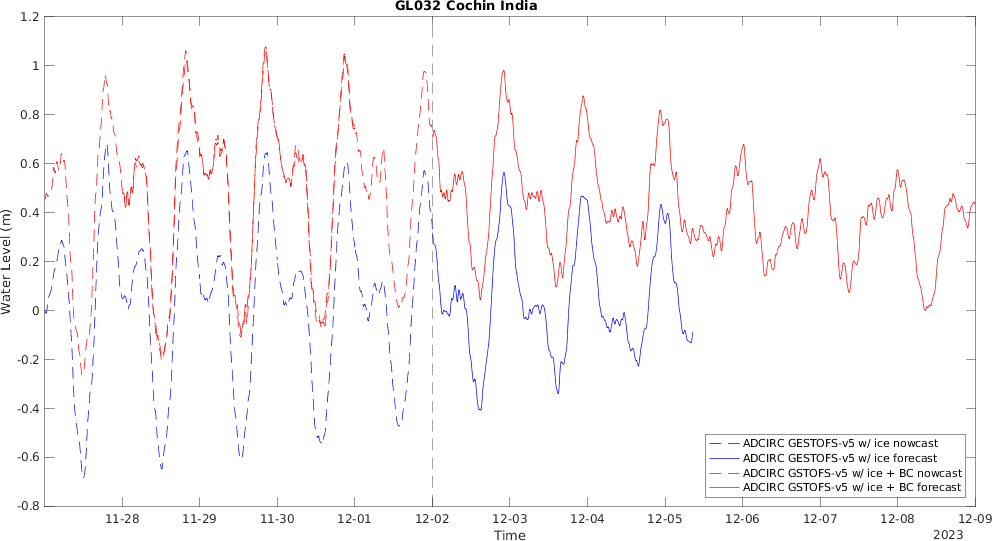 GL032 Cochin India
1.2
1
0.8
0.6
0.4
0.2
0
-0.2
-0.4
-0.6
-0.8
Water Level (m)
ADCIRC GESTOFS-v5 w/ ice nowcast
ADCIRC GESTOFS-v5 w/ ice forecast
ADCIRC GSTOFS-v5 w/ ice + BC nowcast
ADCIRC GSTOFS-v5 w/ ice + BC forecast
11-28 11-29 11-30 12-01 12-02 12-03 12-04 12-05 12-06 12-07 12-08 12-09
Time
2023